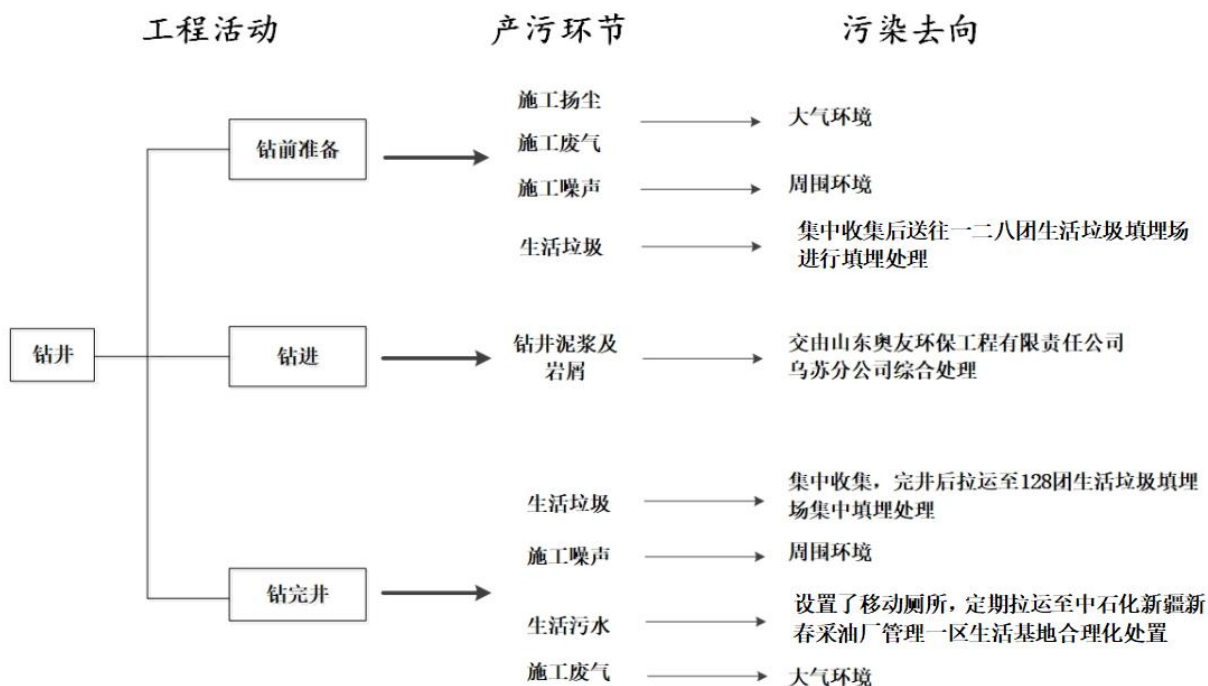 工程活动
产污环节
污染去向
钻井
钻前准备
施工扬尘
施工废气
大气环境
施工噪声
周围环境
生活垃圾
集中收集后送往一二八团生活垃圾填埋场
进行填埋处理
钻进
钻井泥浆及
岩屑
交由山东奥友环保工程有限责任公司
乌苏分公司综合处理
钻完井
生活垃圾
集中收集，完井后拉运至128团生活垃圾填埋
场集中填埋处理
施工噪声
周围环境
生活污水
设置了移动厕所，定期拉运至中石化新疆新
春采油厂管理一区生活基地合理化处置
施工废气
大气环境